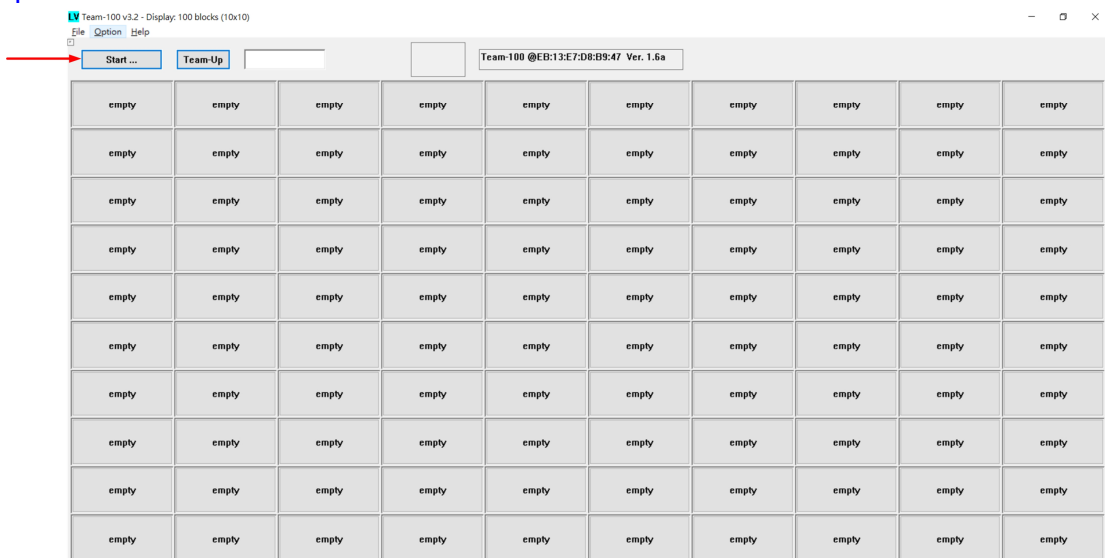 LV Team-100 v3.2 - Display: 100 blocks (10x10)
File Option Help
Start ... Team-Up Team-100 @EB:13:E7:D8:B9:47 Ver. 1.6a
empty empty empty empty empty empty empty empty empty empty
empty empty empty empty empty empty empty empty empty empty
empty empty empty empty empty empty empty empty empty empty
empty empty empty empty empty empty empty empty empty empty
empty empty empty empty empty empty empty empty empty empty
empty empty empty empty empty empty empty empty empty empty
empty empty empty empty empty empty empty empty empty empty
empty empty empty empty empty empty empty empty empty empty
empty empty empty empty empty empty empty empty empty empty
empty empty empty empty empty empty empty empty empty empty